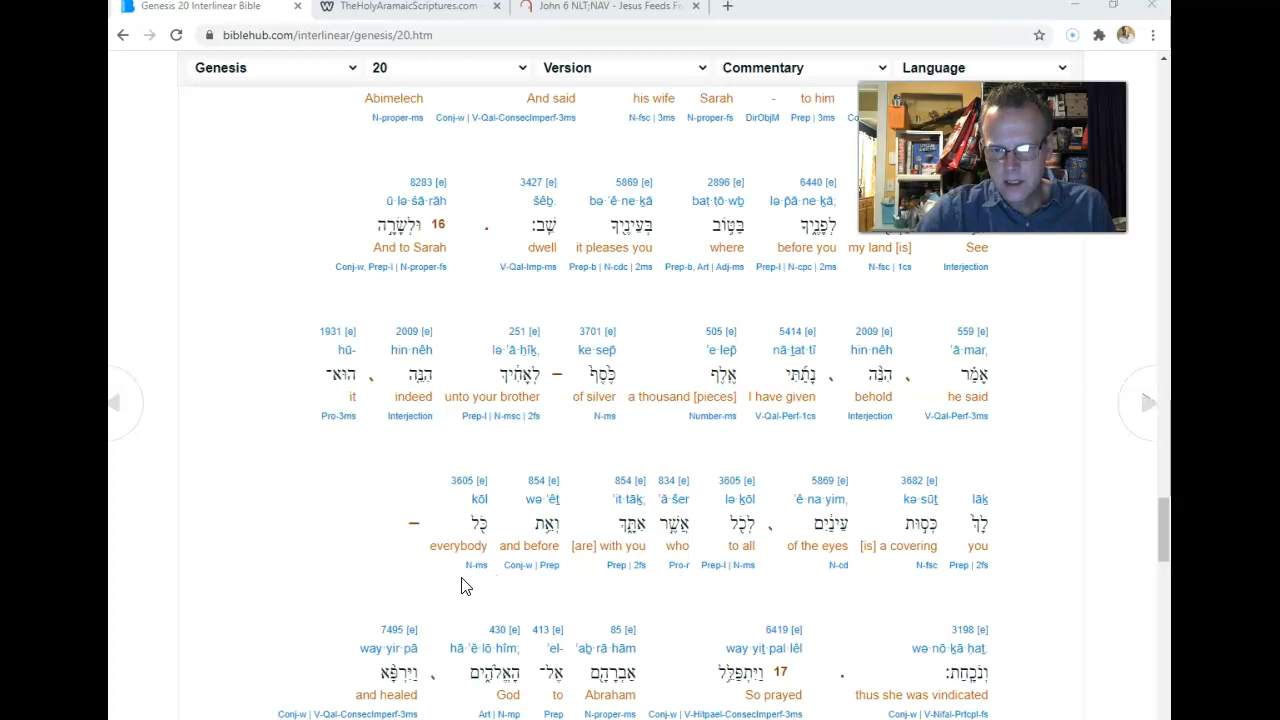 Genesis 20 Interlinear Bible
TheHolyAramaicScriptures.com -
John 6 NLT;NAV - Jesus Feeds F
biblehub.com/interlinear/genesis/20.htm
Genesis 20 Version Commentary Language
Abimelech And said his wife Sarah - to him
N-proper-ms Conj-w | V-Qal-ConsecImperf-3ms N-fsc | 3ms N-proper-fs DirObjM Prep | 3ms
8283 [e] 3427 [e] 5869 [e] 2896 [e] 6440 [e]
ū·lə·śā·rāh šêḇ. bə·‘ê·ne·ḵā baṭ·ṭō·wḇ lə·p̄ā·ne·ḵā;
לְפָנֶ֑יךָ בַּטּ֥וֹב בְּעֵינֶ֖יךָ שֵֽׁב׃ . 16 וּלְשָׂרָ֣ה
And to Sarah dwell it pleases you where before you my land [is] See
Conj-w, Prep-l | N-proper-fs V-Qal-Imp-ms Prep-b | N-cdc | 2ms Prep-b, Art | Adj-ms Prep-l | N-cpc | 2ms N-fsc | 1cs Interjection
1931 [e] 2009 [e] 251 [e] 3701 [e] 505 [e] 5414 [e] 2009 [e] 559 [e]
hū- hin·nêh lə·’ā·ḥîḵ, ke·sep̄ ’e·lep̄ nā·ṯat·tî hin·nêh ’ā·mar,
אָמַ֗ר 、 הִנֵּ֨ה 、 נָתַ֜תִּי אֶ֤לֶף כֶּ֙סֶף֙ – לְאָחִ֔יךְ הִנֵּ֤ה 、 הוּא־
it indeed unto your brother of silver a thousand [pieces] I have given behold he said
Pro-3ms Interjection Prep-l | N-msc | 2fs N-ms Number-ms V-Qal-Perf-1cs Interjection V-Qal-Perf-3ms
3605 [e] 854 [e] 854 [e] 834 [e] 3605 [e] 5869 [e] 3682 [e]
kōl wə·’êṯ ’it·tāḵ; ’ă·šer lə·ḵōl ‘ê·na·yim, kə·sūṯ lāḵ
לָךְ֙ כְּס֣וּת עֵינַ֔יִם 、 לְכֹ֖ל אֲשֶׁ֣ר אִתָּ֑ךְ וְאֵ֥ת כֹּ֖ל –
everybody and before [are] with you who to all of the eyes [is] a covering you
N-ms Conj-w | Prep Prep | 2fs Pro-r Prep-l | N-ms N-cd N-fsc Prep | 2fs
7495 [e] 430 [e] 413 [e] 85 [e] 6419 [e] 3198 [e]
way·yir·pā hā·’ĕ·lō·hîm; ’el- ’aḇ·rā·hām way·yiṯ·pal·lêl wə·nō·ḵā·ḥaṯ.
וְנֹכָֽחַת׃ . 17 וַיִּתְפַּלֵּ֥ל אַבְרָהָ֖ם אֶל־ הָאֱלֹהִ֑ים 、 וַיִּרְפָּ֨א
and healed God to Abraham So prayed thus she was vindicated
Conj-w | V-Qal-ConsecImperf-3ms Art | N-mp Prep N-proper-ms Conj-w | V-Hitpael-ConsecImperf-3ms Conj-w | V-Nifal-Prtcpl-fs